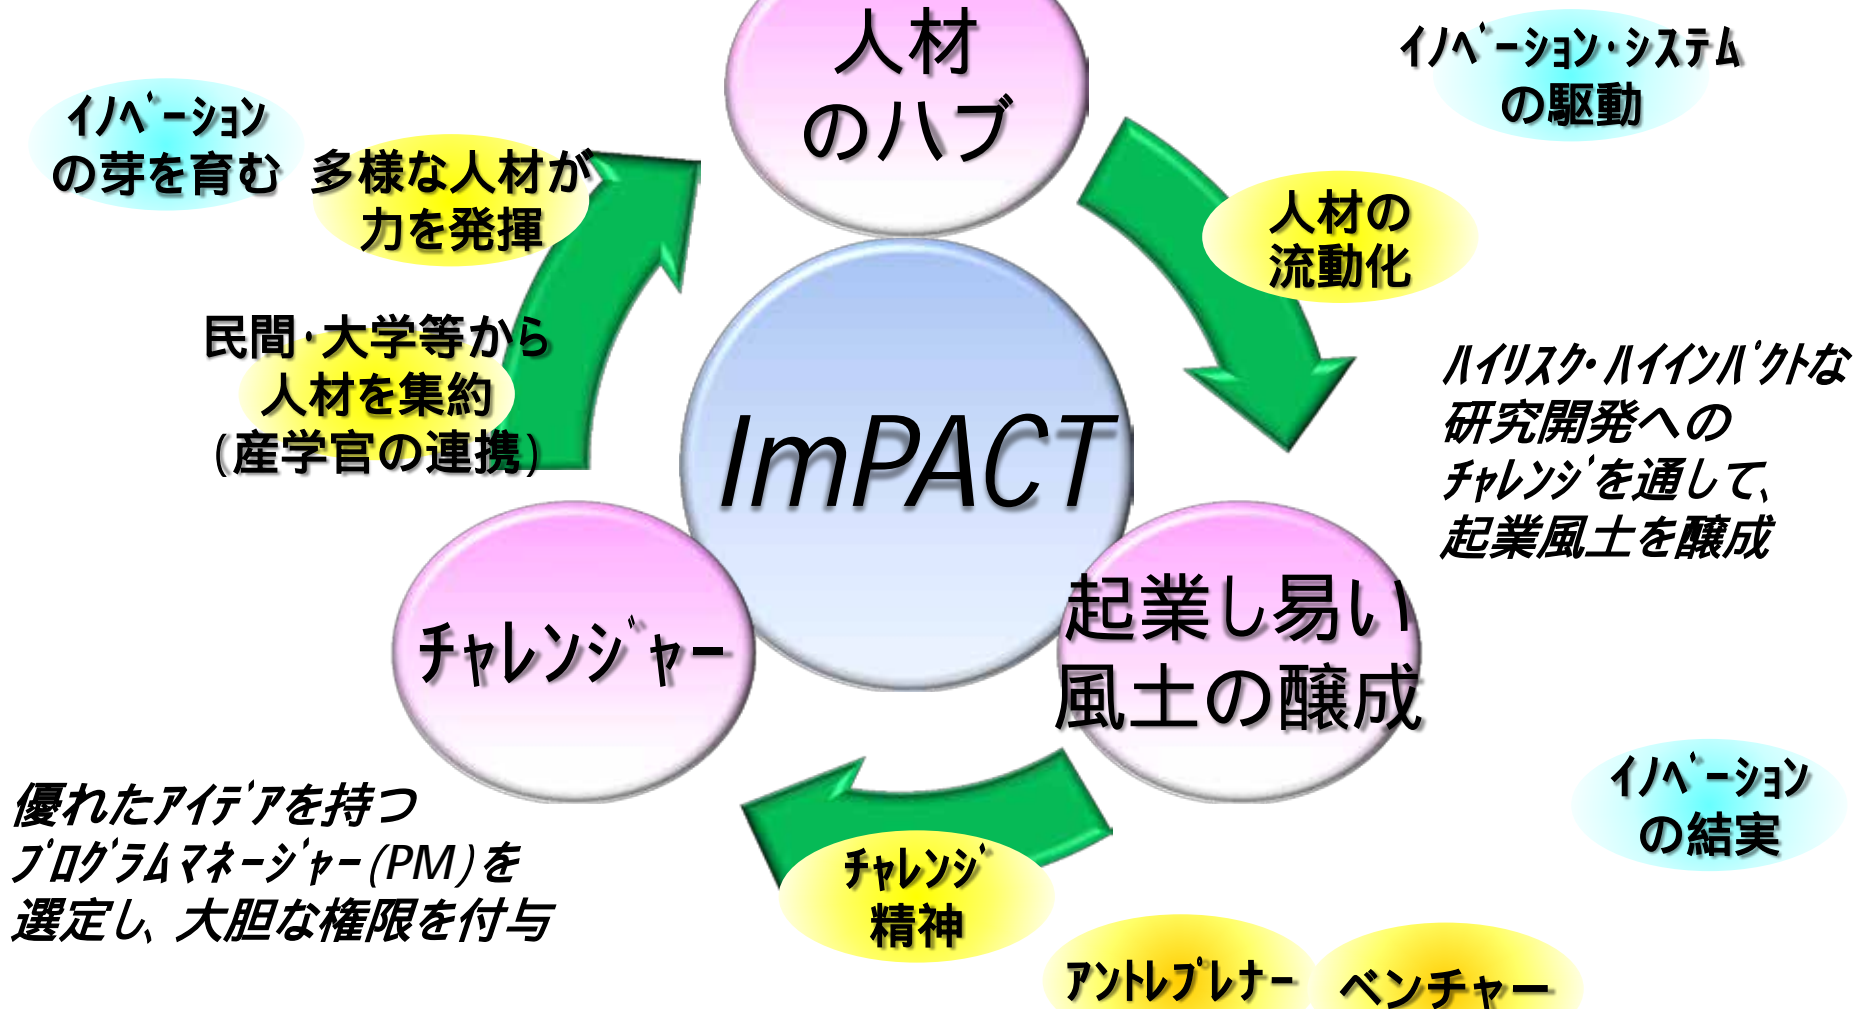 人材
のハブ
ｲﾉﾍﾞｰｼｮﾝ･ｼｽﾃﾑ
の駆動
ｲﾉﾍﾞｰｼｮﾝ
の芽を育む
多様な人材が
力を発揮
人材の
流動化
民間･大学等から
人材を集約
(産学官の連携)
ﾊｲﾘｽｸ･ﾊｲｲﾝﾊﾟｸﾄな
研究開発への
ﾁｬﾚﾝｼﾞを通して、
起業風土を醸成
ImPACT
ﾁｬﾚﾝｼﾞｬｰ
起業し易い
風土の醸成
優れたｱｲﾃﾞｱを持つ
ﾌﾟﾛｸﾞﾗﾑﾏﾈｰｼﾞｬｰ(PM)を
選定し、大胆な権限を付与
ｲﾉﾍﾞｰｼｮﾝ
の結実
ﾁｬﾚﾝｼﾞ
精神
ｱﾝﾄﾚﾌﾟﾚﾅｰ
ベンチャー